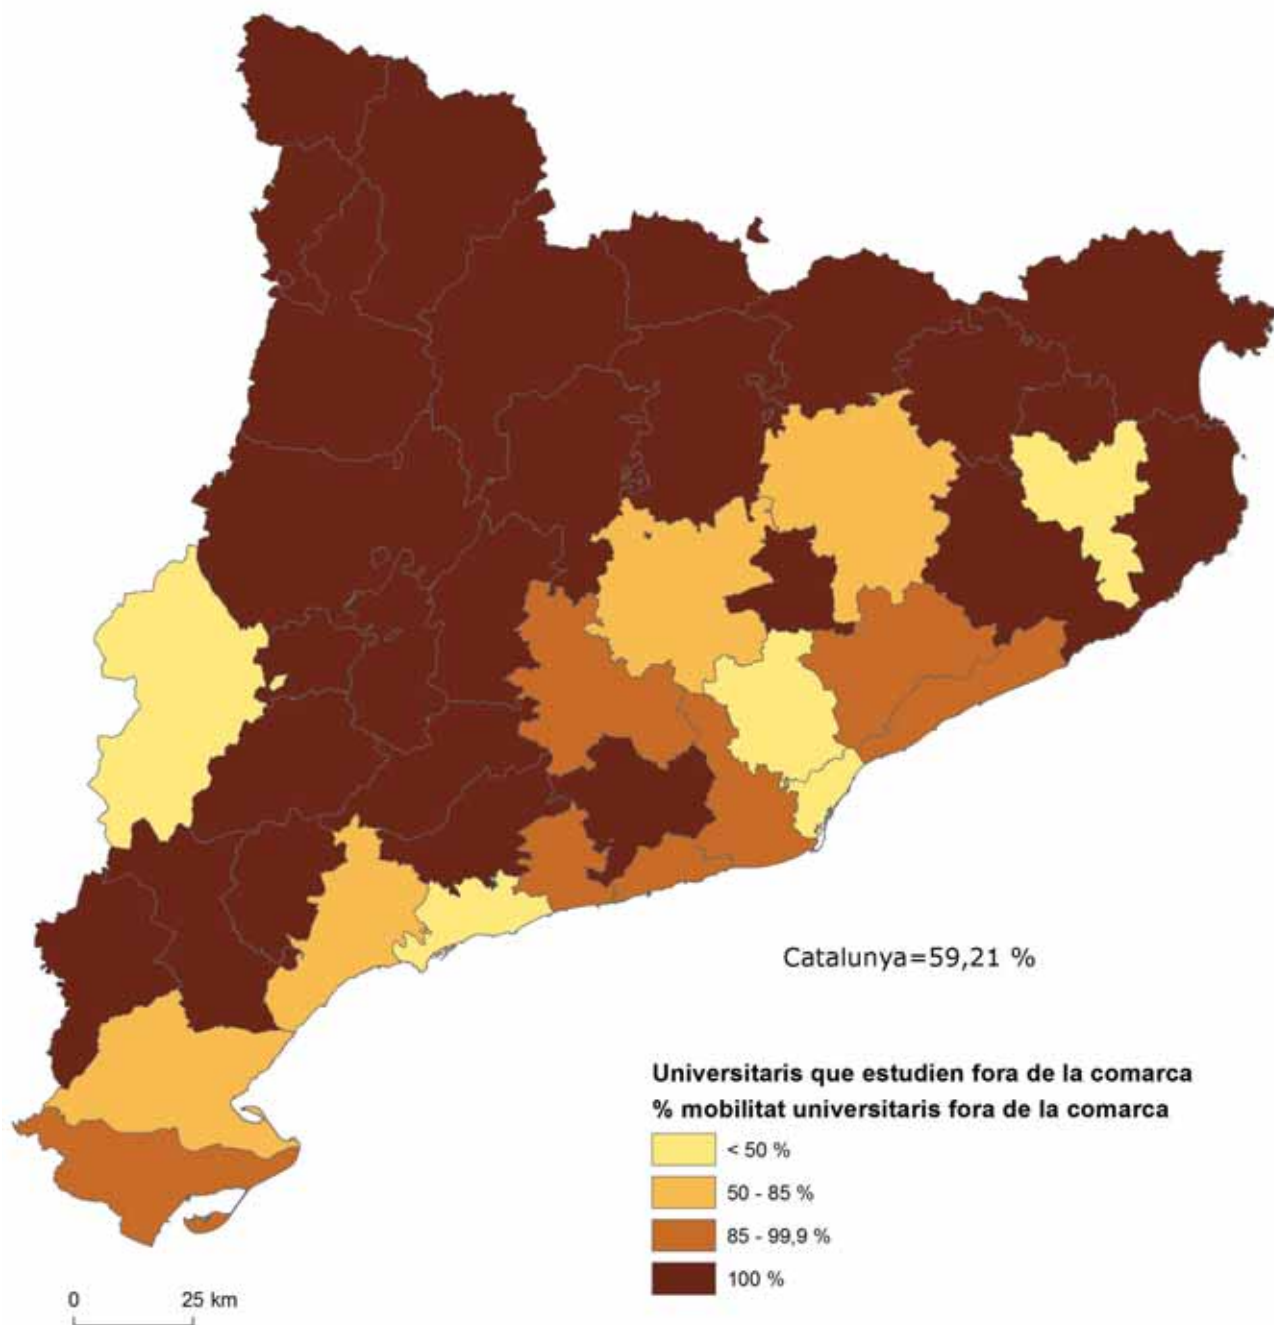 Catalunya=59,21 %
Universitaris que estudien fora de la comarca
% mobilitat universitaris fora de la comarca
< 50 %
50 - 85 %
85 - 99,9 %
100 %
0 25 km